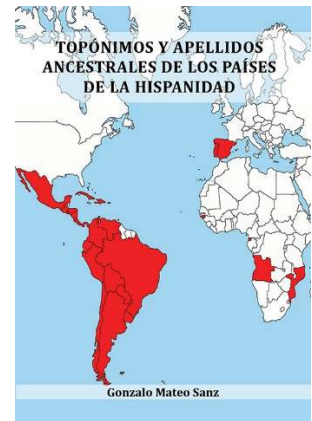 TOPÓNIMOS Y APELLIDOS
ANCESTRALES DE LOS PAÍSES
DE LA HISPANIDAD
Gonzalo Mateo Sanz